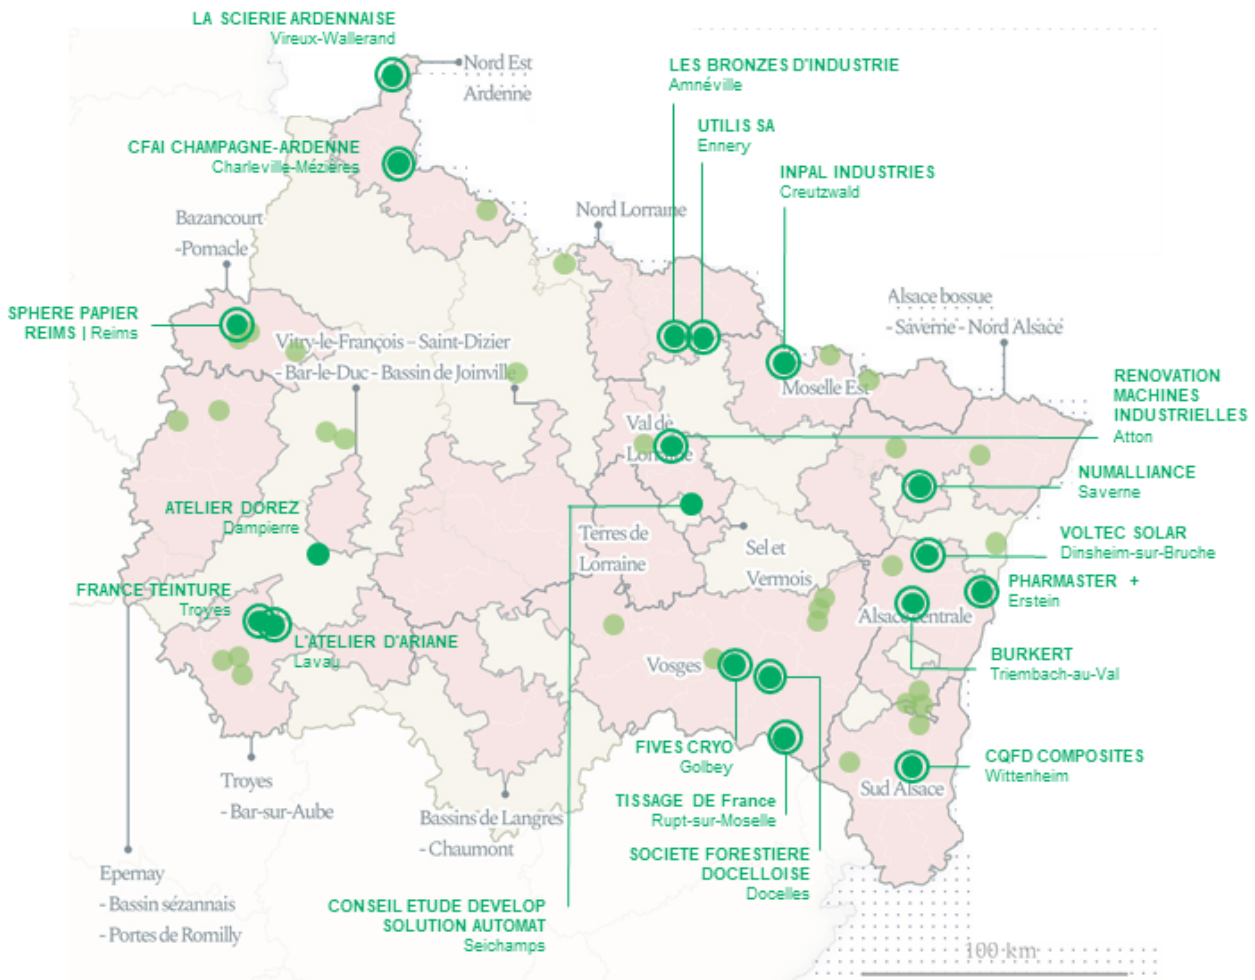 LA SCIERIE ARDENNAISE
Vireux-Wallerand
Nord Est
Ardenne
LES BRONZES D'INDUSTRIE
Amnéville
UTILIS SA
Ennery
CFAI CHAMPAGNE-ARDENNE
Charleville-Mézières
INPAL INDUSTRIES
Creutzwald
Bazancourt
-Pomacle
Nord Lorraine
SPHERE PAPIER
REIMS | Reims
Alsace bossue
- Saverne - Nord Alsace
Vitry-le-François – Saint-Dizier
- Bar-le-Duc - Bassin de Joinville
Moselle Est
RENOVATION
MACHINES
INDUSTRIELLES
Atton
Val de
Lorraine
NUMALLIANCE
Saverne
ATELIER DOREZ
Dampierre
Terres de
Lorraine
Sel et
Vermois
VOLTEC SOLAR
Dinsheim-sur-Bruche
FRANCE TEINTURE
Troyes
PHARMASTER +
Erstein
Alsace centrale
L'ATELIER D'ARIANE
Lavau
Vosges
BURKERT
Triembach-au-Val
FIVES CRYO
Golbey
CQFD COMPOSITES
Wittenheim
Sud Alsace
Troyes
- Bar-sur-Aube
TISSAGE DE France
Rupt-sur-Moselle
Bassins de Langres
- Chaumont
SOCIETE FORESTIERE
DOCELLOISE
Docelles
Epernay
- Bassin sézannais
- Portes de Romilly
CONSEIL ETUDE DEVELOP
SOLUTION AUTOMAT
Seichamps
100 km